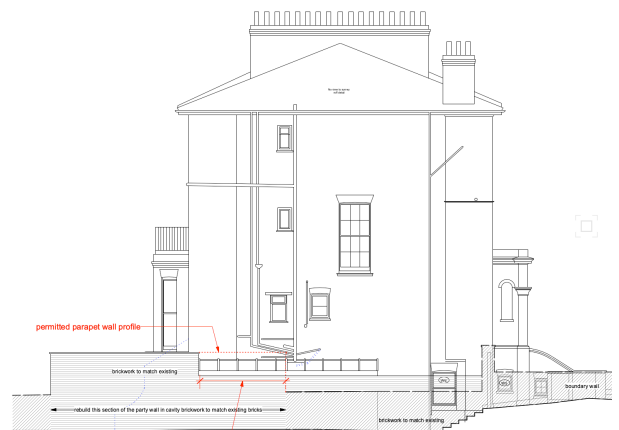 permitted parapet wall profile
brickwork to match existing
boundary wall
rebuild this section of the party wall in cavity brickwork to match existing bricks
brickwork to match existing